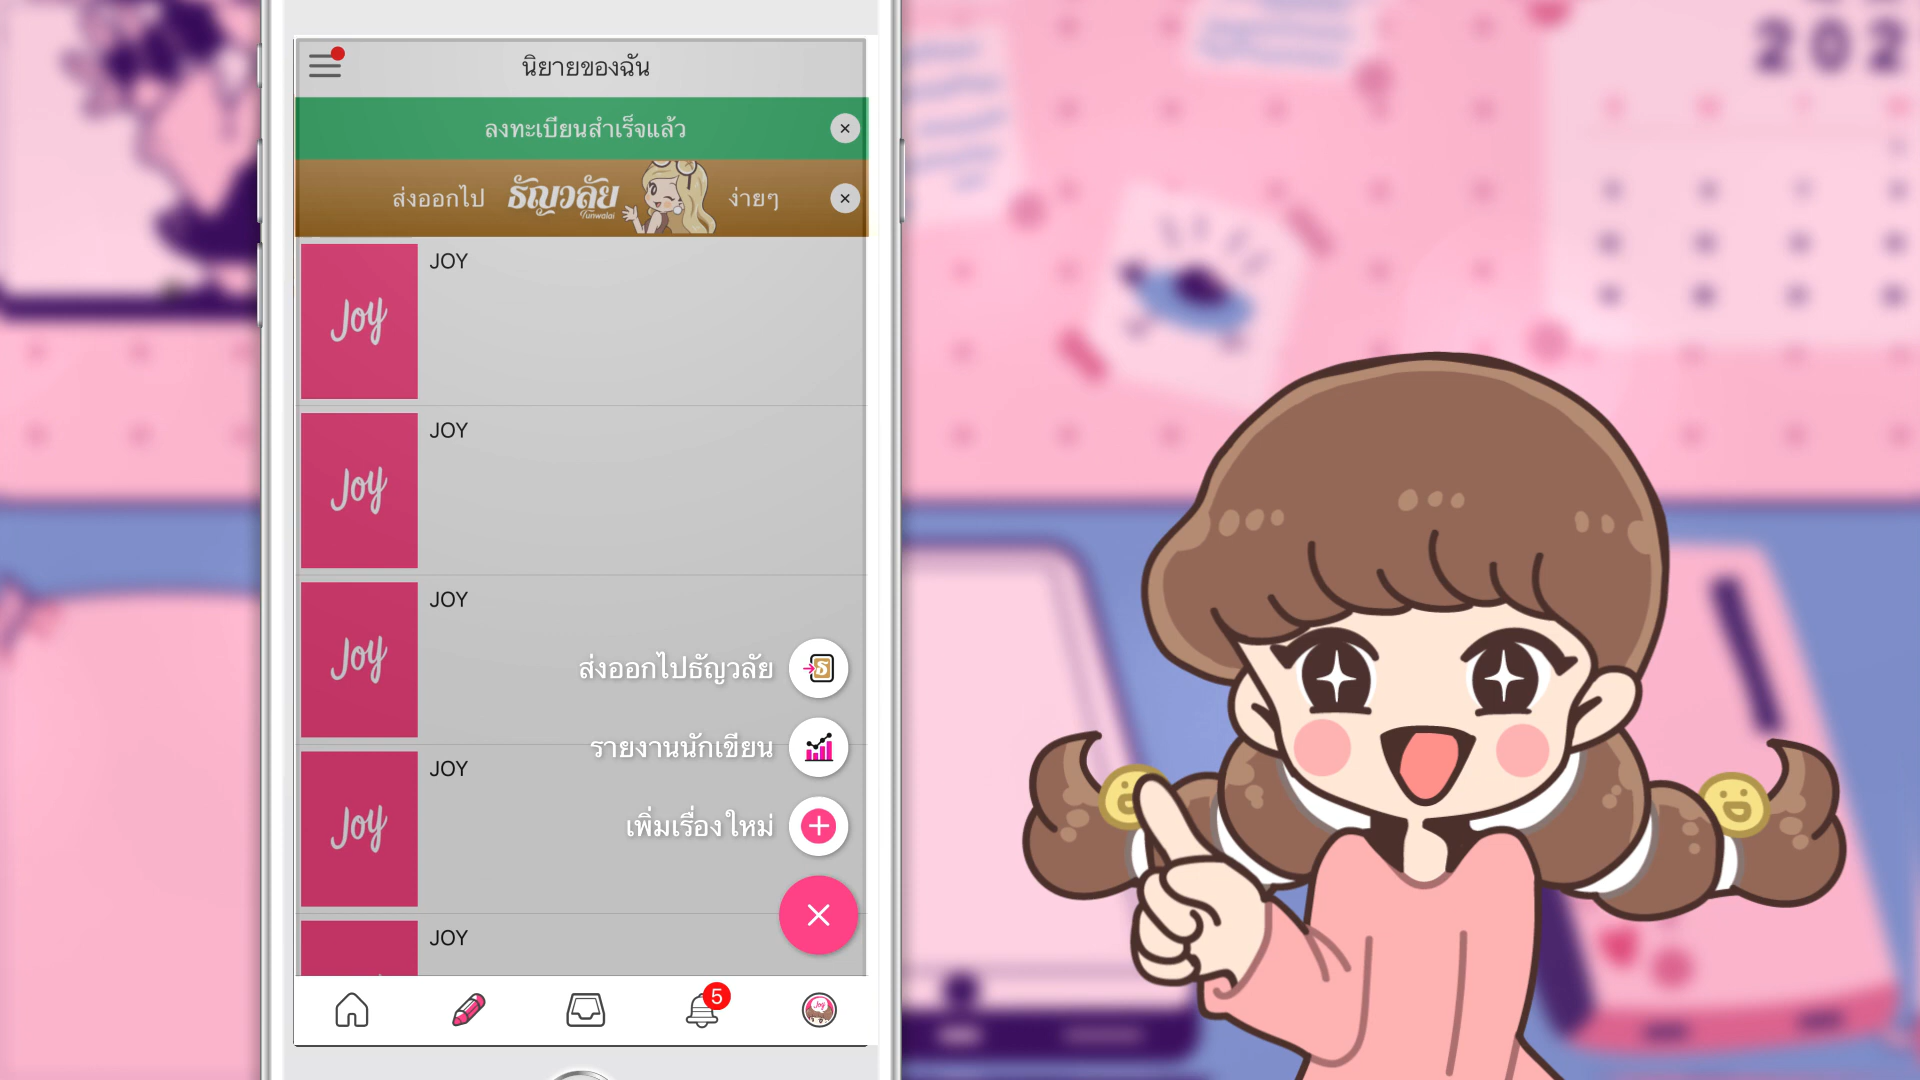 นิยายของฉัน
ลงทะเบียนสำเร็จแล้ว
ส่งออกไป ธัญวลัย Tunwalai ง่ายๆ
Joy JOY
Joy JOY
Joy JOY
ส่งออกไปธัญวลัย ธ
รายงานนักเขียน
Joy JOY
เพิ่มเรื่องใหม่
JOY
5
Joy
202